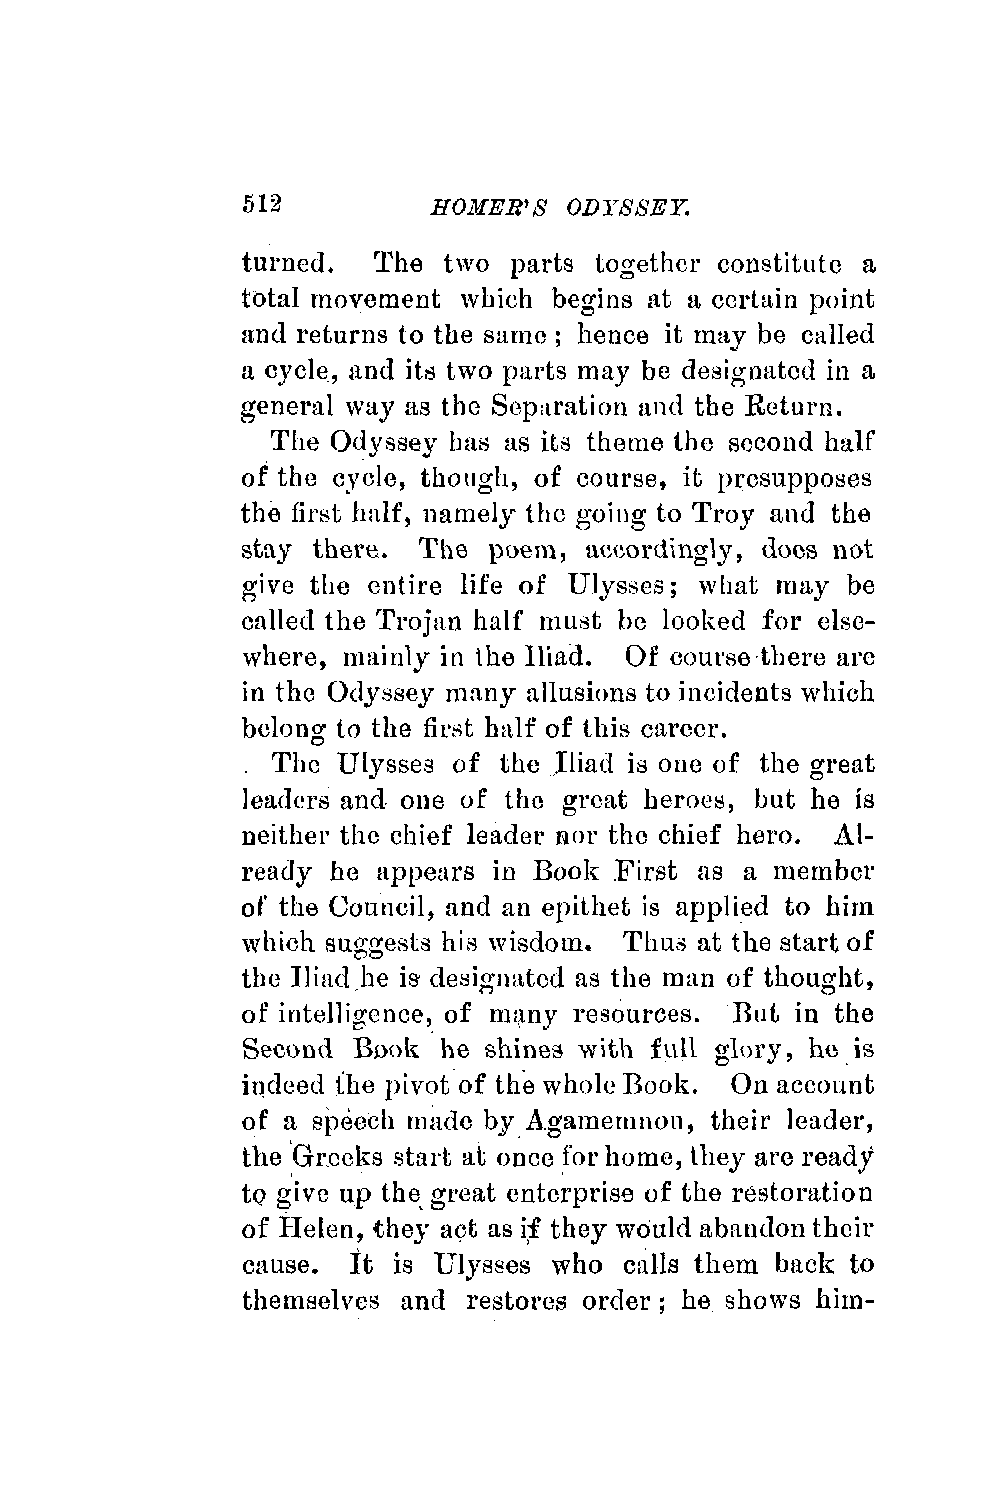 512 HOMER'S ODYSSEY.
turned. The two parts together constitute a
total movement which begins at a certain point
and returns to the same; hence it may be called
a cycle, and its two parts may be designated in a
general way as the Separation and the Return.
The Odyssey has as its theme the second half
of the cycle, though, of course, it presupposes
the first half, namely the going to Troy and the
stay there. The poem, accordingly, does not
give the entire life of Ulysses; what may be
called the Trojan half must be looked for else-
where, mainly in the Iliad. Of course there are
in the Odyssey many allusions to incidents which
belong to the first half of this career.
The Ulysses of the Iliad is one of the great
leaders and one of the great heroes, but he is
neither the chief leader nor the chief hero. Al-
ready he appears in Book First as a member
of the Council, and an epithet is applied to him
which suggests his wisdom. Thus at the start of
the Iliad he is designated as the man of thought,
of intelligence, of many resources. But in the
Second Book he shines with full glory, he is
indeed the pivot of the whole Book. On account
of a speech made by Agamemnon, their leader,
the Greeks start at once for home, they are ready
to give up the great enterprise of the restoration
of Helen, they act as if they would abandon their
cause. It is Ulysses who calls them back to
themselves and restores order; he shows him-